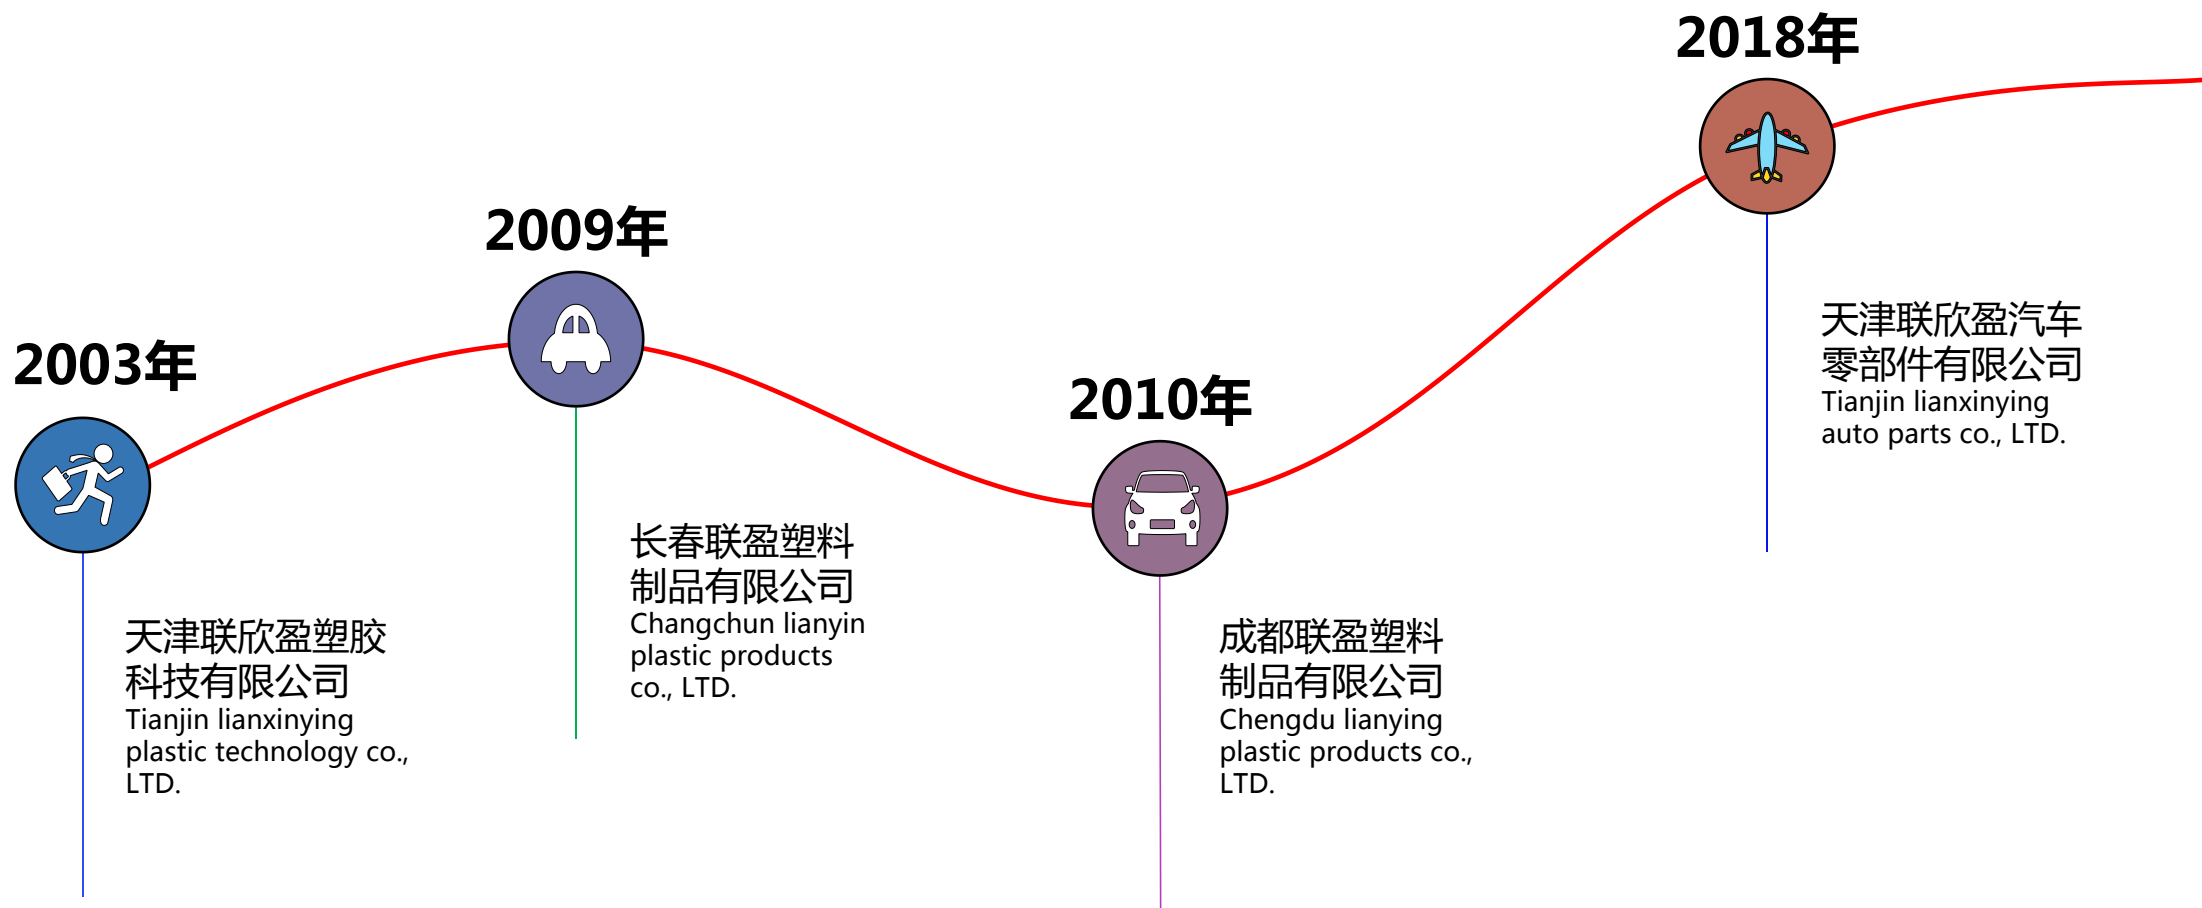 2003年
天津联欣盈塑胶
科技有限公司
Tianjin lianxinying
plastic technology co.,
LTD.
2009年
长春联盈塑料
制品有限公司
Changchun lianyin
plastic products
co., LTD.
2010年
成都联盈塑料
制品有限公司
Chengdu lianying
plastic products co.,
LTD.
2018年
天津联欣盈汽车
零部件有限公司
Tianjin lianxinying
auto parts co., LTD.